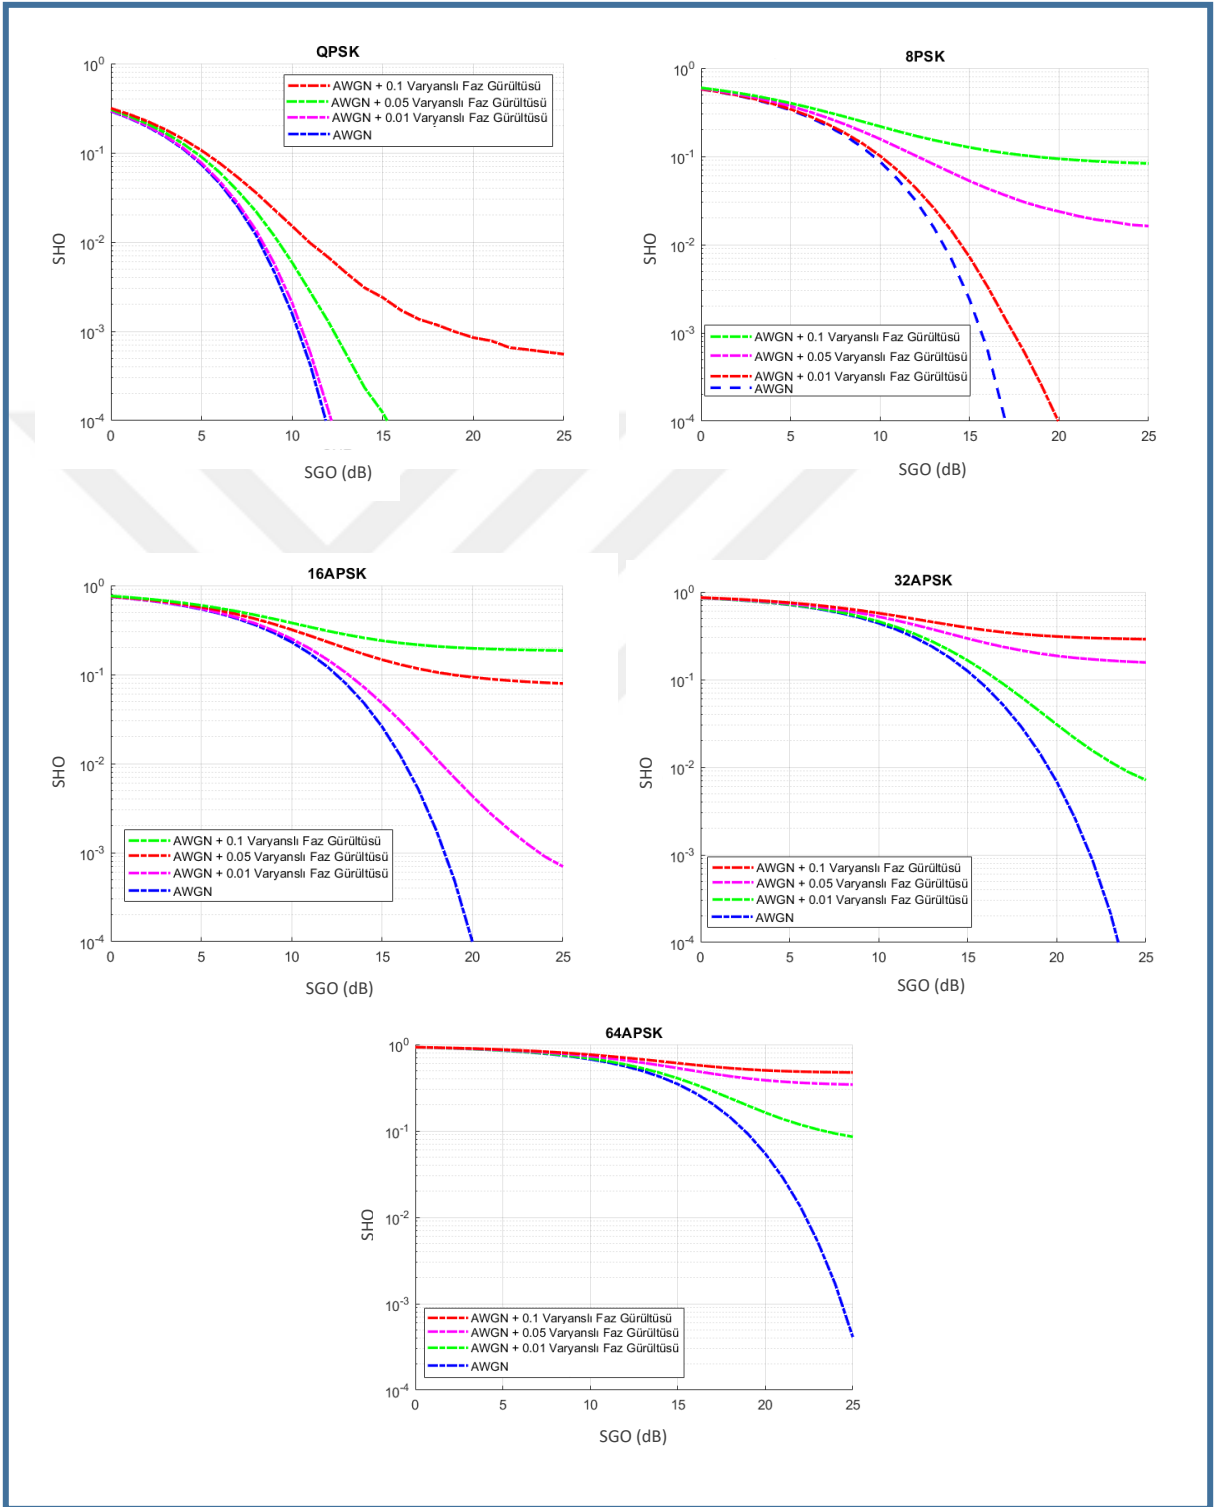 QPSK
10^0
10^-1
10^-2
10^-3
10^-4
SHO
AWGN + 0.1 Varyanslı Faz Gürültüsü
AWGN + 0.05 Varyanslı Faz Gürültüsü
AWGN + 0.01 Varyanslı Faz Gürültüsü
AWGN
0 5 10 15 20 25
SGO (dB)
8PSK
10^0
10^-1
10^-2
10^-3
10^-4
SHO
AWGN + 0.1 Varyanslı Faz Gürültüsü
AWGN + 0.05 Varyanslı Faz Gürültüsü
AWGN + 0.01 Varyanslı Faz Gürültüsü
AWGN
0 5 10 15 20 25
SGO (dB)
16APSK
10^0
10^-1
10^-2
10^-3
10^-4
SHO
AWGN + 0.1 Varyanslı Faz Gürültüsü
AWGN + 0.05 Varyanslı Faz Gürültüsü
AWGN + 0.01 Varyanslı Faz Gürültüsü
AWGN
0 5 10 15 20 25
SGO (dB)
32APSK
10^0
10^-1
10^-2
10^-3
10^-4
SHO
AWGN + 0.1 Varyanslı Faz Gürültüsü
AWGN + 0.05 Varyanslı Faz Gürültüsü
AWGN + 0.01 Varyanslı Faz Gürültüsü
AWGN
0 5 10 15 20 25
SGO (dB)
64APSK
10^0
10^-1
10^-2
10^-3
10^-4
SHO
AWGN + 0.1 Varyanslı Faz Gürültüsü
AWGN + 0.05 Varyanslı Faz Gürültüsü
AWGN + 0.01 Varyanslı Faz Gürültüsü
AWGN
0 5 10 15 20 25
SGO (dB)